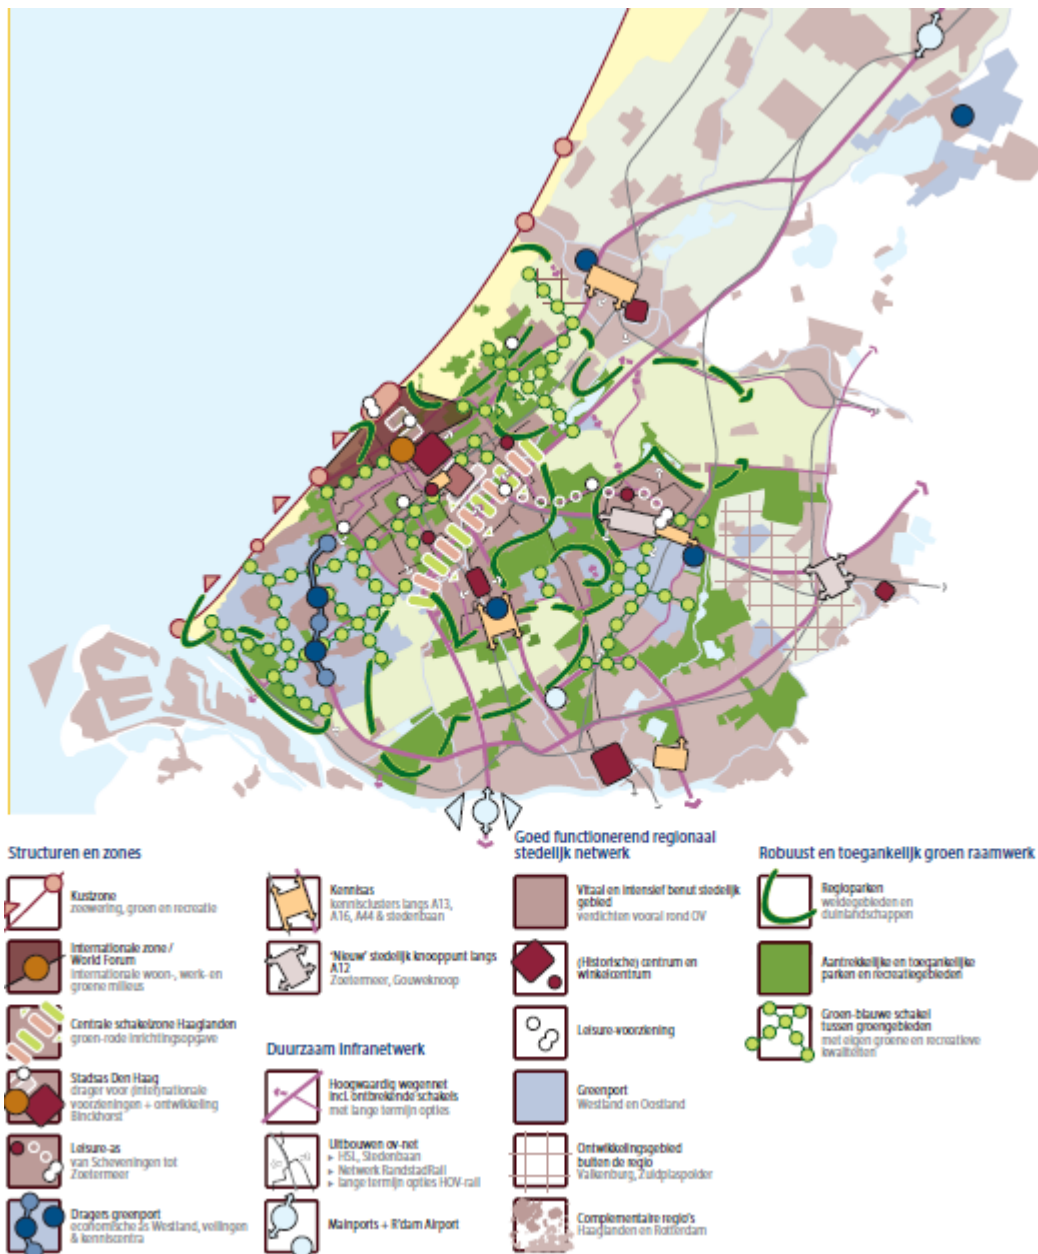 Structuren en zones
Kustzone
zeewering, groen en recreatie
Internationale zone /
World Forum
Internationale woon-, werk- en
groene milieus
Centrale schakelzone Haaglanden
groen-rode inrichtingsopgave
Stadsas Den Haag
drager voor (inter)nationale
voorzieningen + ontwikkeling
Binckhorst
Leisure-as
van Scheveningen tot
Zoetermeer
Dragers greenport
economische as Westland, veilingen
& kenniscentra
Kennisas
kennisclusters langs A13,
A16, A44 & stedenbaan
'Nieuw' stedelijk knooppunt langs
A12
Zoetermeer, Gouweknoop
Duurzaam infranetwerk
Hoogwaardig wegennet
incl. ontbrekende schakels
met lange termijn opties
Uitbouwen ov-net
▸ HSL, Stedenbaan
▸ Netwerk RandstadRail
▸ lange termijn opties HOV-rail
Mainports + R'dam Airport
Goed functionerend regionaal
stedelijk netwerk
Vitaal en intensief benut stedelijk
gebied
verdichten vooral rond OV
(Historische) centrum en
winkelcentrum
Leisure-voorziening
Greenport
Westland en Oostland
Ontwikkelingsgebied
buiten de regio
Valkenburg, Zuidplaspolder
Complementaire regio's
Haaglanden en Rotterdam
Robuust en toegankelijk groen raamwerk
Regioparken
weidegebieden en
duinlandschappen
Aantrekkelijke en toegankelijke
parken en recreatiegebieden
Groen-blauwe schakel
tussen groengebieden
met eigen groene en recreatieve
kwaliteiten